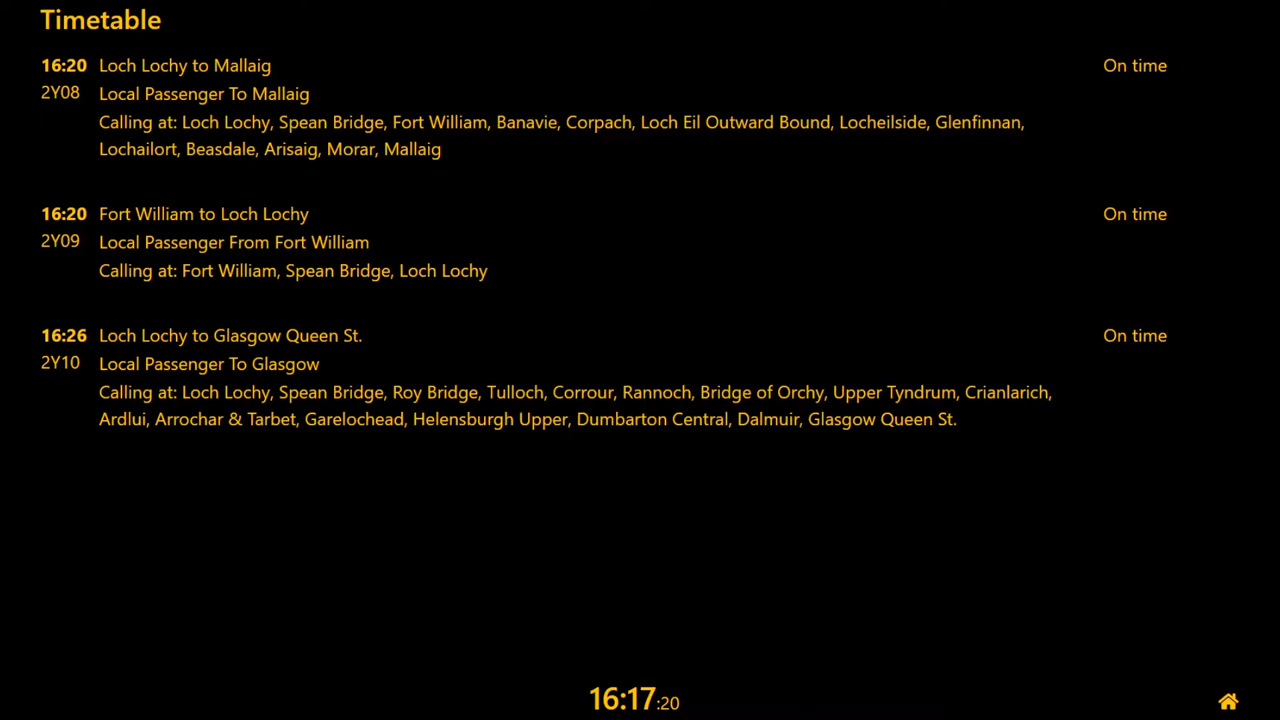 Timetable
16:20 Loch Lochy to Mallaig On time
2Y08 Local Passenger To Mallaig
Calling at: Loch Lochy, Spean Bridge, Fort William, Banavie, Corpach, Loch Eil Outward Bound, Locheilside, Glenfinnan,
Lochailort, Beasdale, Arisaig, Morar, Mallaig
16:20 Fort William to Loch Lochy On time
2Y09 Local Passenger From Fort William
Calling at: Fort William, Spean Bridge, Loch Lochy
16:26 Loch Lochy to Glasgow Queen St. On time
2Y10 Local Passenger To Glasgow
Calling at: Loch Lochy, Spean Bridge, Roy Bridge, Tulloch, Corrour, Rannoch, Bridge of Orchy, Upper Tyndrum, Crianlarich,
Ardlui, Arrochar & Tarbet, Garelochead, Helensburgh Upper, Dumbarton Central, Dalmuir, Glasgow Queen St.
16:17:20